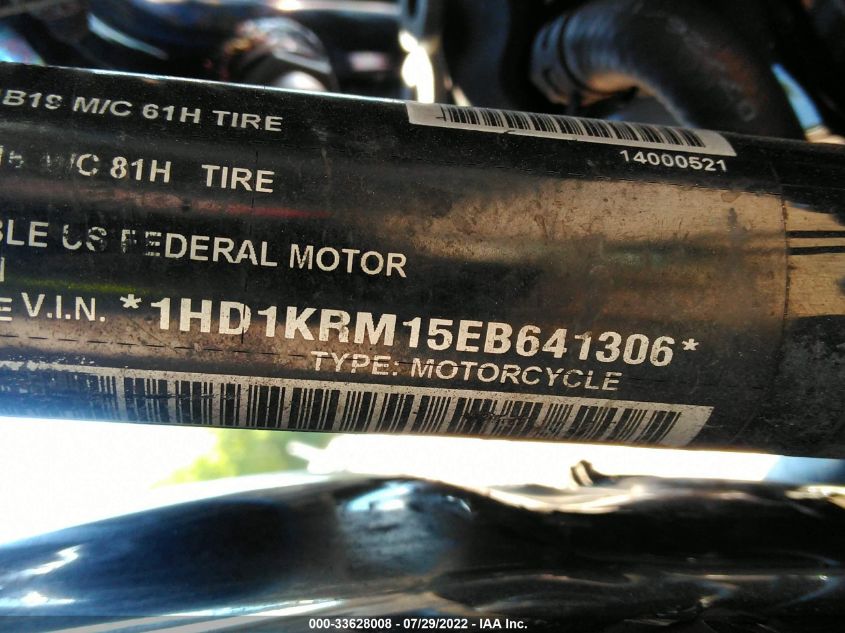 B19 M/C 61H TIRE
14000521
M/C 81H TIRE
BLE US FEDERAL MOTOR
E V.I.N. *1HD1KRM15EB641306*
TYPE: MOTORCYCLE
000-33628008 - 07/29/2022 - IAA Inc.